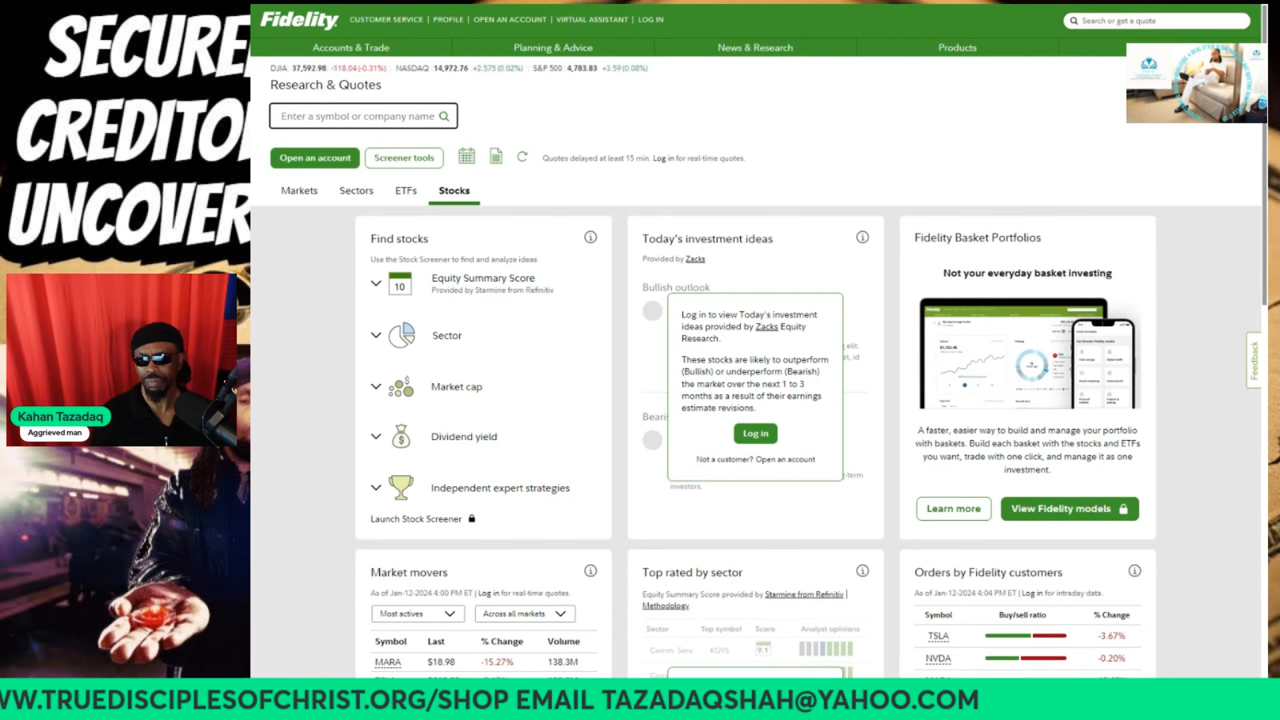 SECURE
CREDITO
UNCOVER
Kahan Tazadaq
Aggrieved man
Fidelity
CUSTOMER SERVICE | PROFILE | OPEN AN ACCOUNT | VIRTUAL ASSISTANT | LOG IN
Search or get a quote
Accounts & Trade
Planning & Advice
News & Research
Products
DJIA 37,592.98 -118.04 (-0.31%) NASDAQ 14,972.76 +2.575 (0.02%) S&P 500 4,783.83 +3.59 (0.08%)
Research & Quotes
Enter a symbol or company name
Open an account
Screener tools
Quotes delayed at least 15 min. Log in for real-time quotes.
Markets
Sectors
ETFs
Stocks
Find stocks
Use the Stock Screener to find and analyze ideas
10
Equity Summary Score
Provided by Starmine from Refinitiv
Sector
Market cap
Dividend yield
Independent expert strategies
Launch Stock Screener
Today's investment ideas
Provided by Zacks
Bullish outlook
Log in to view Today's investment
ideas provided by Zacks Equity
Research.
These stocks are likely to outperform
(Bullish) or underperform (Bearish)
the market over the next 1 to 3
months as a result of their earnings
estimate revisions.
Log in
Not a customer? Open an account
Bearis
-term
investors.
Fidelity Basket Portfolios
Not your everyday basket investing
A faster, easier way to build and manage your portfolio
with baskets. Build each basket with the stocks and ETFs
you want, trade with one click, and manage it as one
investment.
Learn more
View Fidelity models
Feedback
Market movers
As of Jan-12-2024 4:00 PM ET | Log in for real-time quotes.
Most actives
Across all markets
Symbol Last % Change Volume
MARA $18.98 -15.27% 138.3M
Top rated by sector
Equity Summary Score provided by Starmine from Refinitiv |
Methodology
Sector Top symbol Score Analyst opinions
Comm. Serv. KGYS 9.1
Orders by Fidelity customers
As of Jan-12-2024 4:04 PM ET | Log in for intraday data.
Symbol Buy/sell ratio % Change
TSLA -3.67%
NVDA -0.20%
WW.TRUEDISCIPLESOFCHRIST.ORG/SHOP EMAIL TAZADAQSHAH@YAHOO.COM